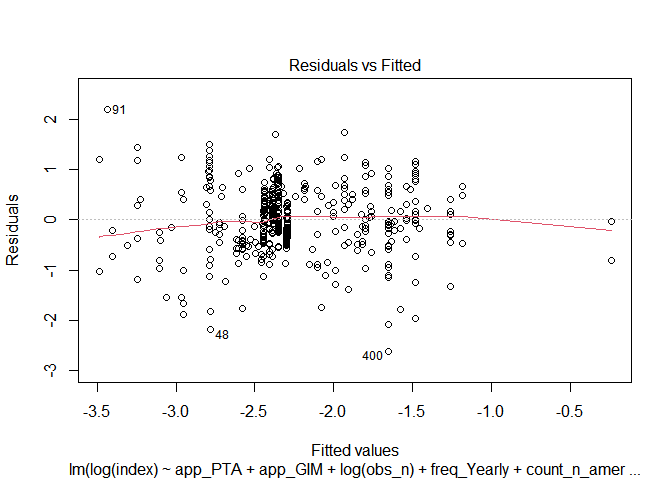 Residuals vs Fitted
2
1
0
-1
-2
-3
Residuals
91
48
400
-3.5 -3.0 -2.5 -2.0 -1.5 -1.0 -0.5
Fitted values
lm(log(index) ~ app_PTA + app_GIM + log(obs_n) + freq_Yearly + count_n_amer ...